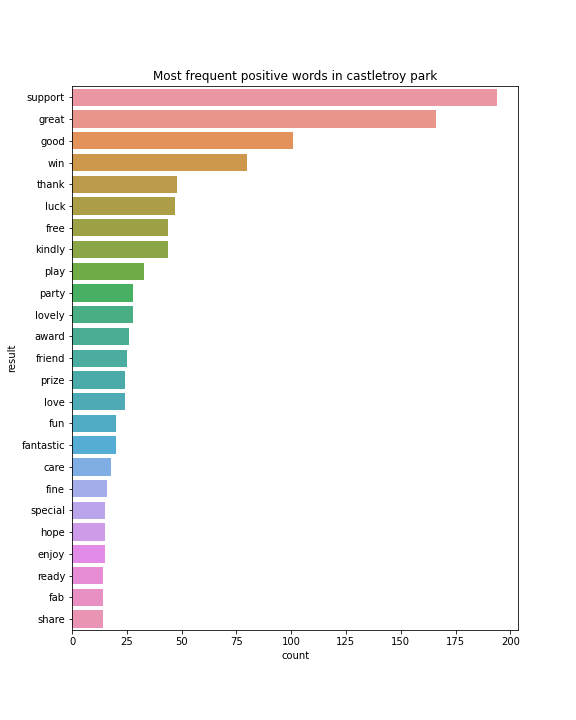 Most frequent positive words in castletroy park
support
great
good
win
thank
luck
free
kindly
play
party
lovely
award
friend
prize
love
fun
fantastic
care
fine
special
hope
enjoy
ready
fab
share
result
0 25 50 75 100 125 150 175 200
count